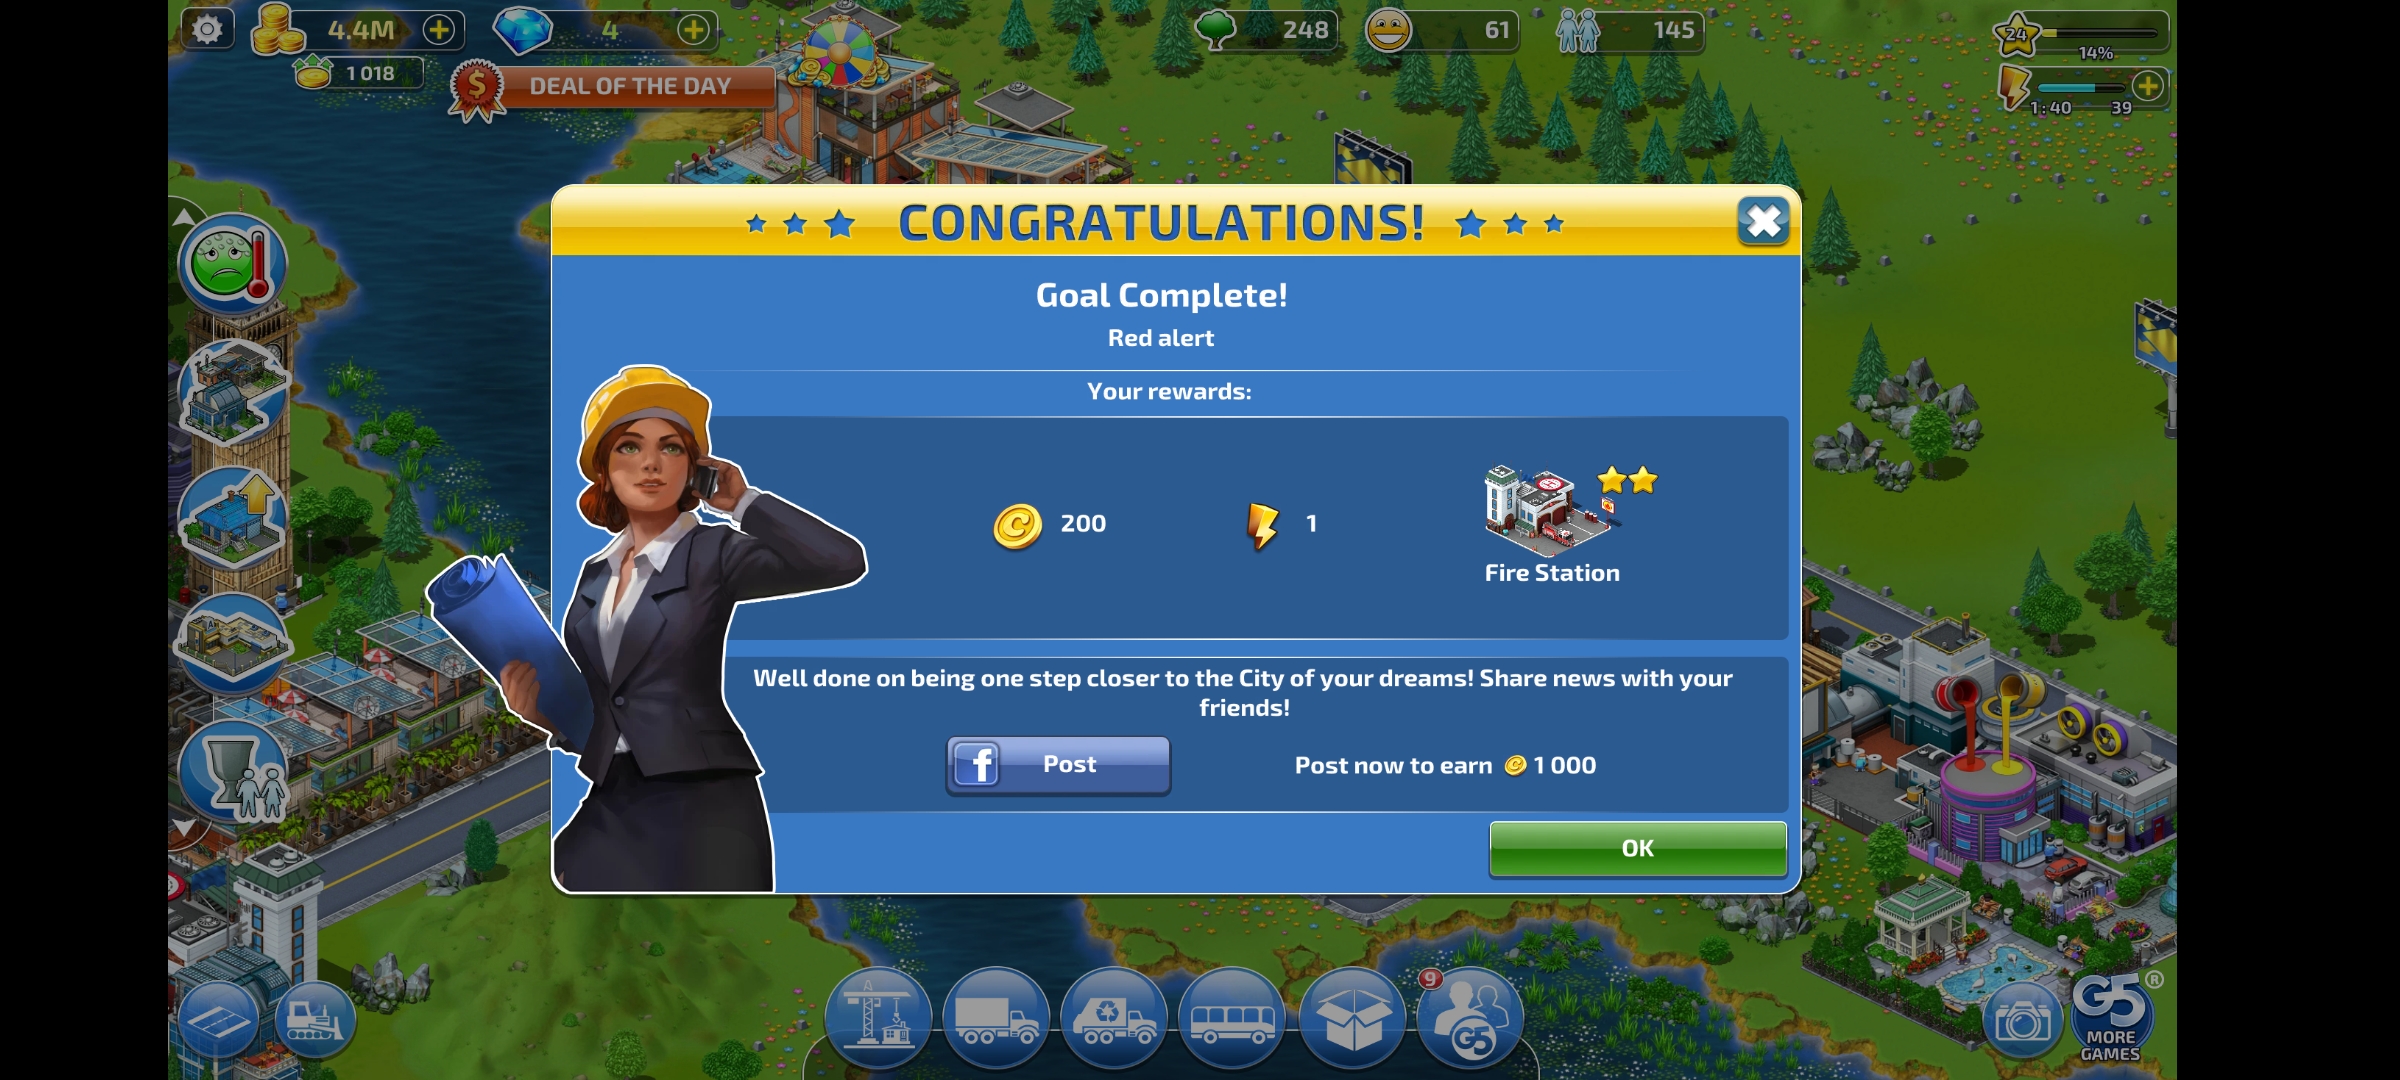 4.4M
4
248
61
145
24
14%
1 018
DEAL OF THE DAY
1:40
39
CONGRATULATIONS!
Goal Complete!
Red alert
Your rewards:
200
1
Fire Station
Well done on being one step closer to the City of your dreams! Share news with your
friends!
f Post
Post now to earn 1 000
OK
9
G5
G5®
MORE
GAMES